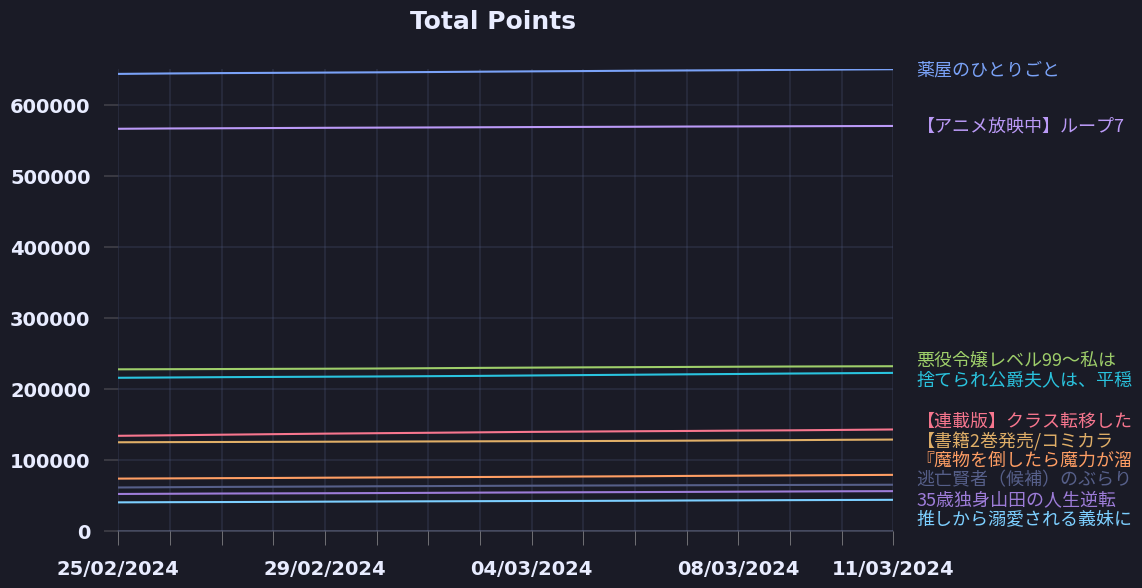 Total Points
薬屋のひとりごと
600000
【アニメ放映中】ループ7
500000
400000
300000
悪役令嬢レベル99～私は
捨てられ公爵夫人は、平穏
200000
【連載版】クラス転移した
【書籍2巻発売/コミカラ
『魔物を倒したら魔力が溜
100000
逃亡賢者（候補）のぶらり
35歳独身山田の人生逆転
推しから溺愛される義妹に
0
25/02/2024 29/02/2024 04/03/2024 08/03/2024 11/03/2024